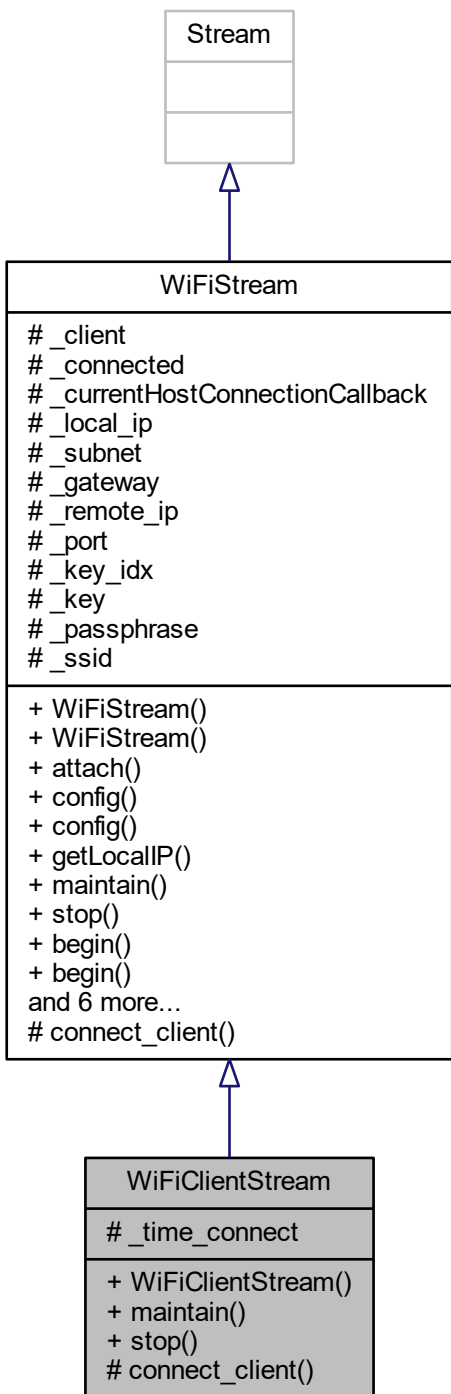 Stream
WiFiStream
# _client
# _connected
# _currentHostConnectionCallback
# _local_ip
# _subnet
# _gateway
# _remote_ip
# _port
# _key_idx
# _key
# _passphrase
# _ssid
+ WiFiStream()
+ WiFiStream()
+ attach()
+ config()
+ config()
+ getLocalIP()
+ maintain()
+ stop()
+ begin()
+ begin()
and 6 more...
# connect_client()
WiFiClientStream
# _time_connect
+ WiFiClientStream()
+ maintain()
+ stop()
# connect_client()